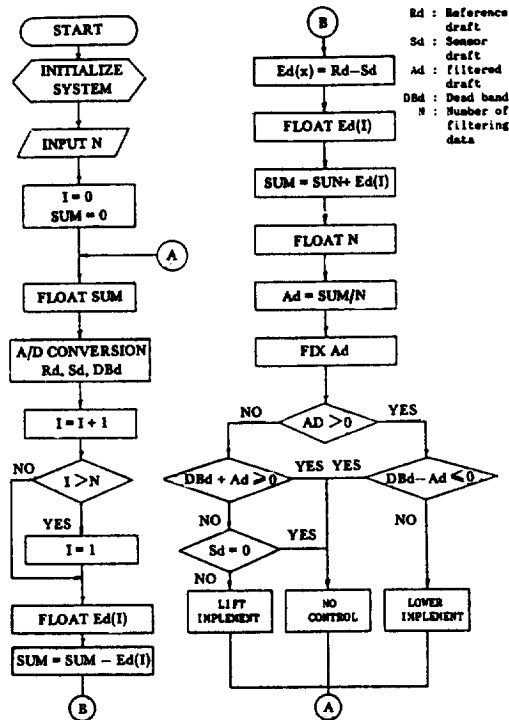 START
INITIALIZE
SYSTEM
INPUT N
I = 0
SUM = 0
A
FLOAT SUM
A/D CONVERSION
Rd, Sd, DBd
I = I + 1
I > N
NO
YES
I = 1
FLOAT Ed(I)
SUM = SUM − Ed(I)
B
B
Ed(x) = Rd−Sd
FLOAT Ed(I)
SUM = SUN+ Ed(I)
FLOAT N
Ad = SUM/N
FIX Ad
AD > 0
NO
YES
DBd + Ad ⩾ 0
YES
YES
DBd− Ad ⩽ 0
NO
NO
Sd = 0
YES
NO
LIFT
IMPLEMENT
NO
CONTROL
LOWER
IMPLEMENT
A
Rd : Reference
draft
Sd : Sensor
draft
Ad : filtered
draft
DBd : Dead band
N : Number of
filtering
data